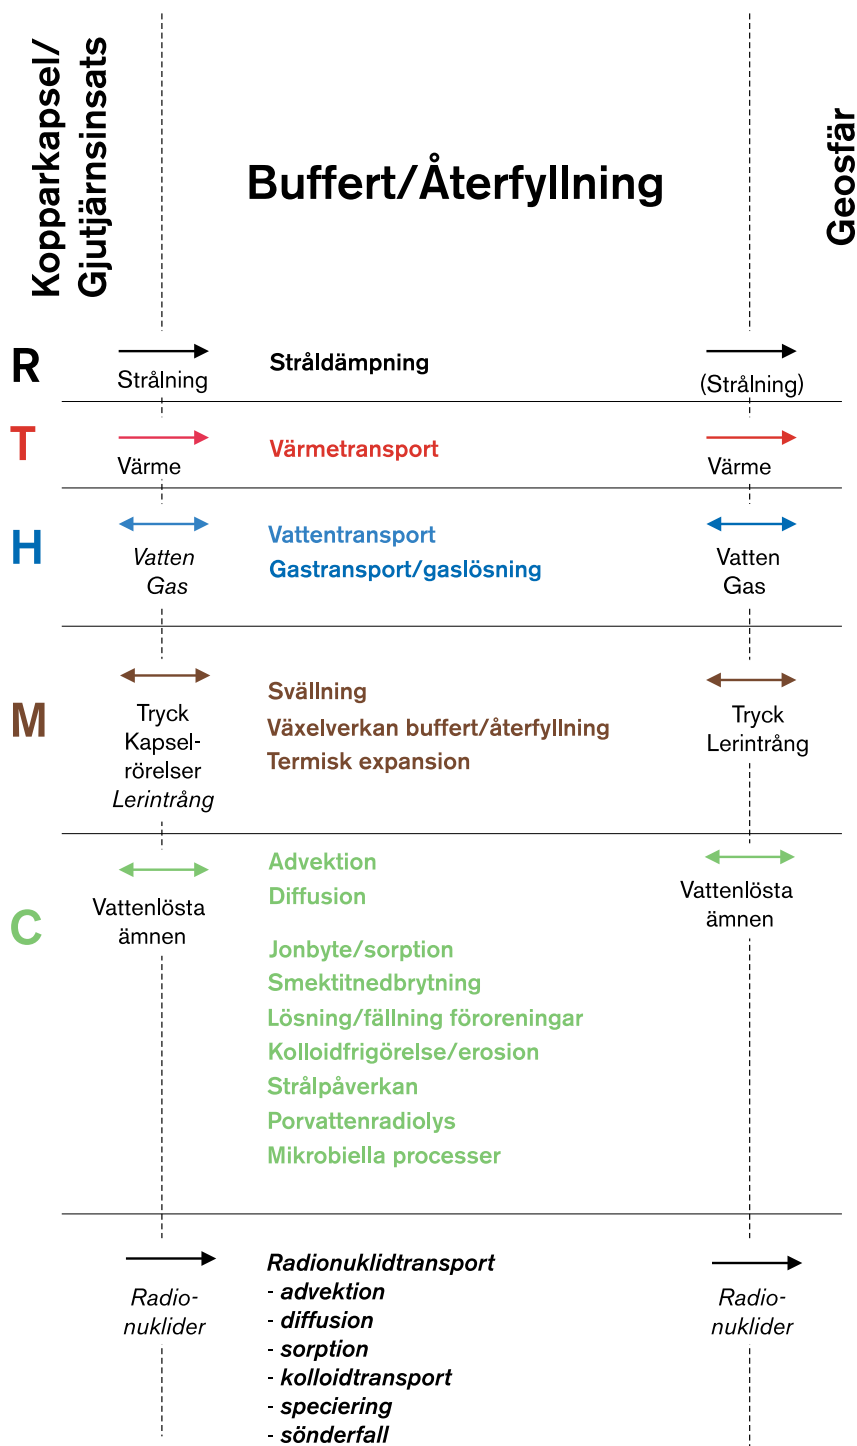 Kopparkapsel/
Gjutjärnsinsats
Buffert/Återfyllning
Geosfär
R
Strålning
Stråldämpning
(Strålning)
T
Värme
Värmetransport
Värme
H
Vatten
Gas
Vattentransport
Gastransport/gaslösning
Vatten
Gas
M
Tryck
Kapsel-
rörelser
Lerintrång
Svällning
Växelverkan buffert/återfyllning
Termisk expansion
Tryck
Lerintrång
C
Vattenlösta
ämnen
Advektion
Diffusion
Jonbyte/sorption
Smektitnedbrytning
Lösning/fällning föroreningar
Kolloidfrigörelse/erosion
Strålpåverkan
Porvattenradiolys
Mikrobiella processer
Vattenlösta
ämnen
Radio-
nuklider
Radionuklidtransport
- advektion
- diffusion
- sorption
- kolloidtransport
- speciering
- sönderfall
Radio-
nuklider